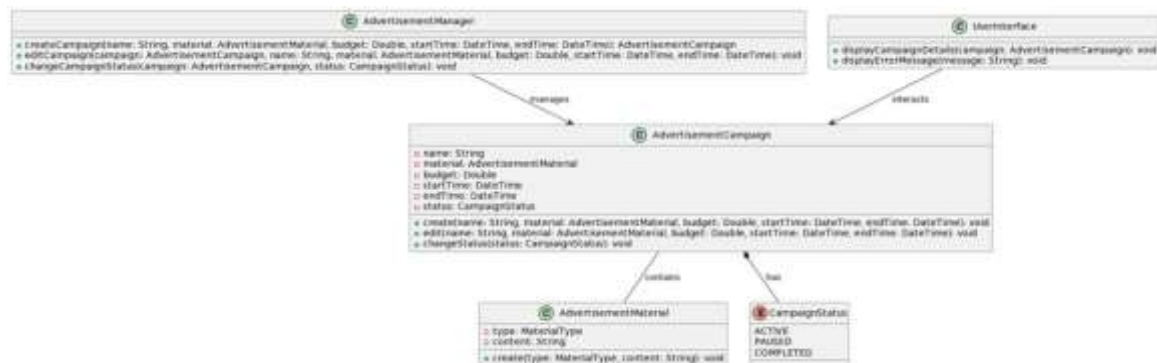 C AdvertisementManager
createCampaign(name: String, material: AdvertisementMaterial, budget: Double, startTime: DateTime, endTime: DateTime): AdvertisementCampaign
editCampaign(campaign: AdvertisementCampaign, name: String, material: AdvertisementMaterial, budget: Double, startTime: DateTime, endTime: DateTime): void
changeCampaignStatus(campaign: AdvertisementCampaign, status: CampaignStatus): void
C UserInterface
displayCampaignDetails(campaign: AdvertisementCampaign): void
displayErrorMessage(message: String): void
manages
interacts
C AdvertisementCampaign
name: String
material: AdvertisementMaterial
budget: Double
startTime: DateTime
endTime: DateTime
status: CampaignStatus
create(name: String, material: AdvertisementMaterial, budget: Double, startTime: DateTime, endTime: DateTime): void
edit(name: String, material: AdvertisementMaterial, budget: Double, startTime: DateTime, endTime: DateTime): void
changeStatus(status: CampaignStatus): void
contains
has
C AdvertisementMaterial
type: MaterialType
content: String
create(type: MaterialType, content: String): void
E CampaignStatus
ACTIVE
PAUSED
COMPLETED